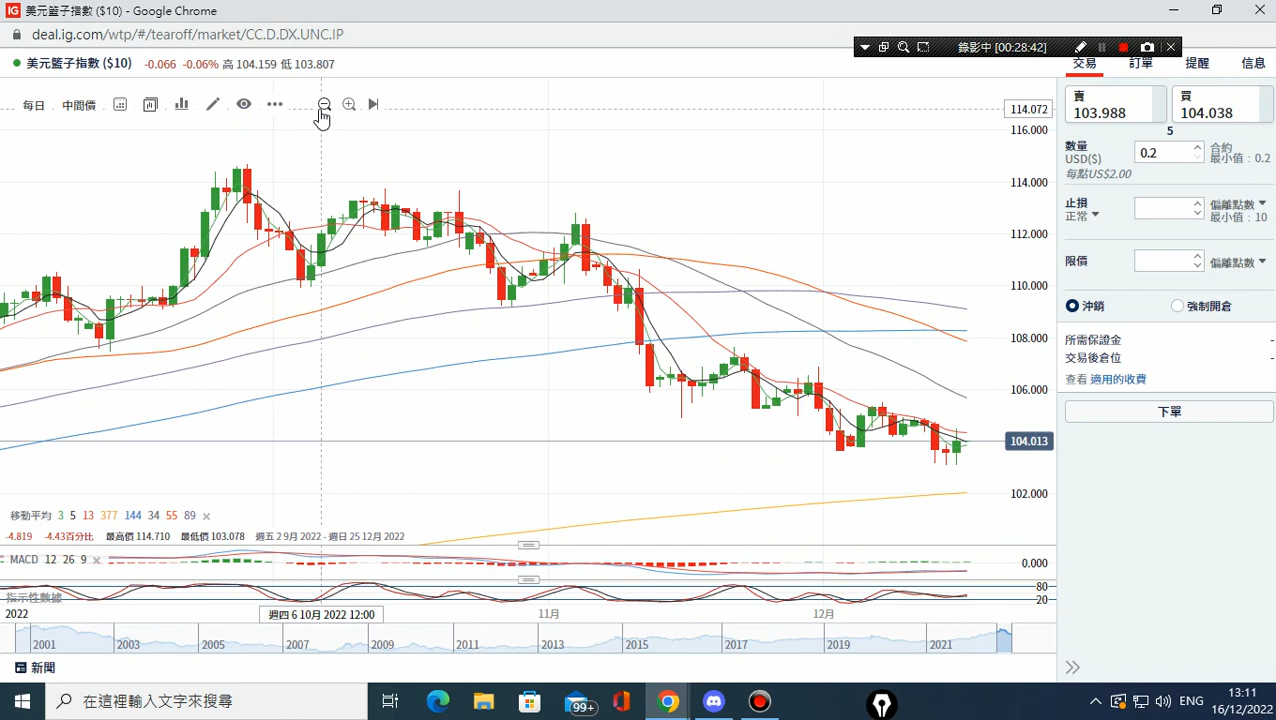 IG 美元籃子指數 ($10) - Google Chrome
deal.ig.com/wtp/#/tearoff/market/CC.D.DX.UNC.IP
錄影中 [00:28:42]
美元籃子指數 ($10) -0.066 -0.06% 高 104.159 低 103.807
交易 訂單 提醒 信息
每日 中間價
114.072
116.000
114.000
112.000
110.000
108.000
106.000
104.013
102.000
賣 103.988
買 104.038
5
數量 USD($) 0.2 合約 最小值：0.2
每點US$2.00
止損 正常 偏離點數 最小值：10
限價 偏離點數
沖銷 強制開倉
所需保證金 -
交易後倉位 -
查看 適用的收費
下單
移動平均 3 5 13 377 144 34 55 89
-4.819 -4.43百分比 最高價 114.710 最低價 103.078 週五 2 9月 2022 - 週日 25 12月 2022
MACD 12 26 9
0.000
80
20
指示性數據
2022 週四 6 10月 2022 12:00 11月 12月
2001 2003 2005 2007 2009 2011 2013 2015 2017 2019 2021
新聞
在這裡輸入文字來搜尋
99+
ENG
13:11
16/12/2022